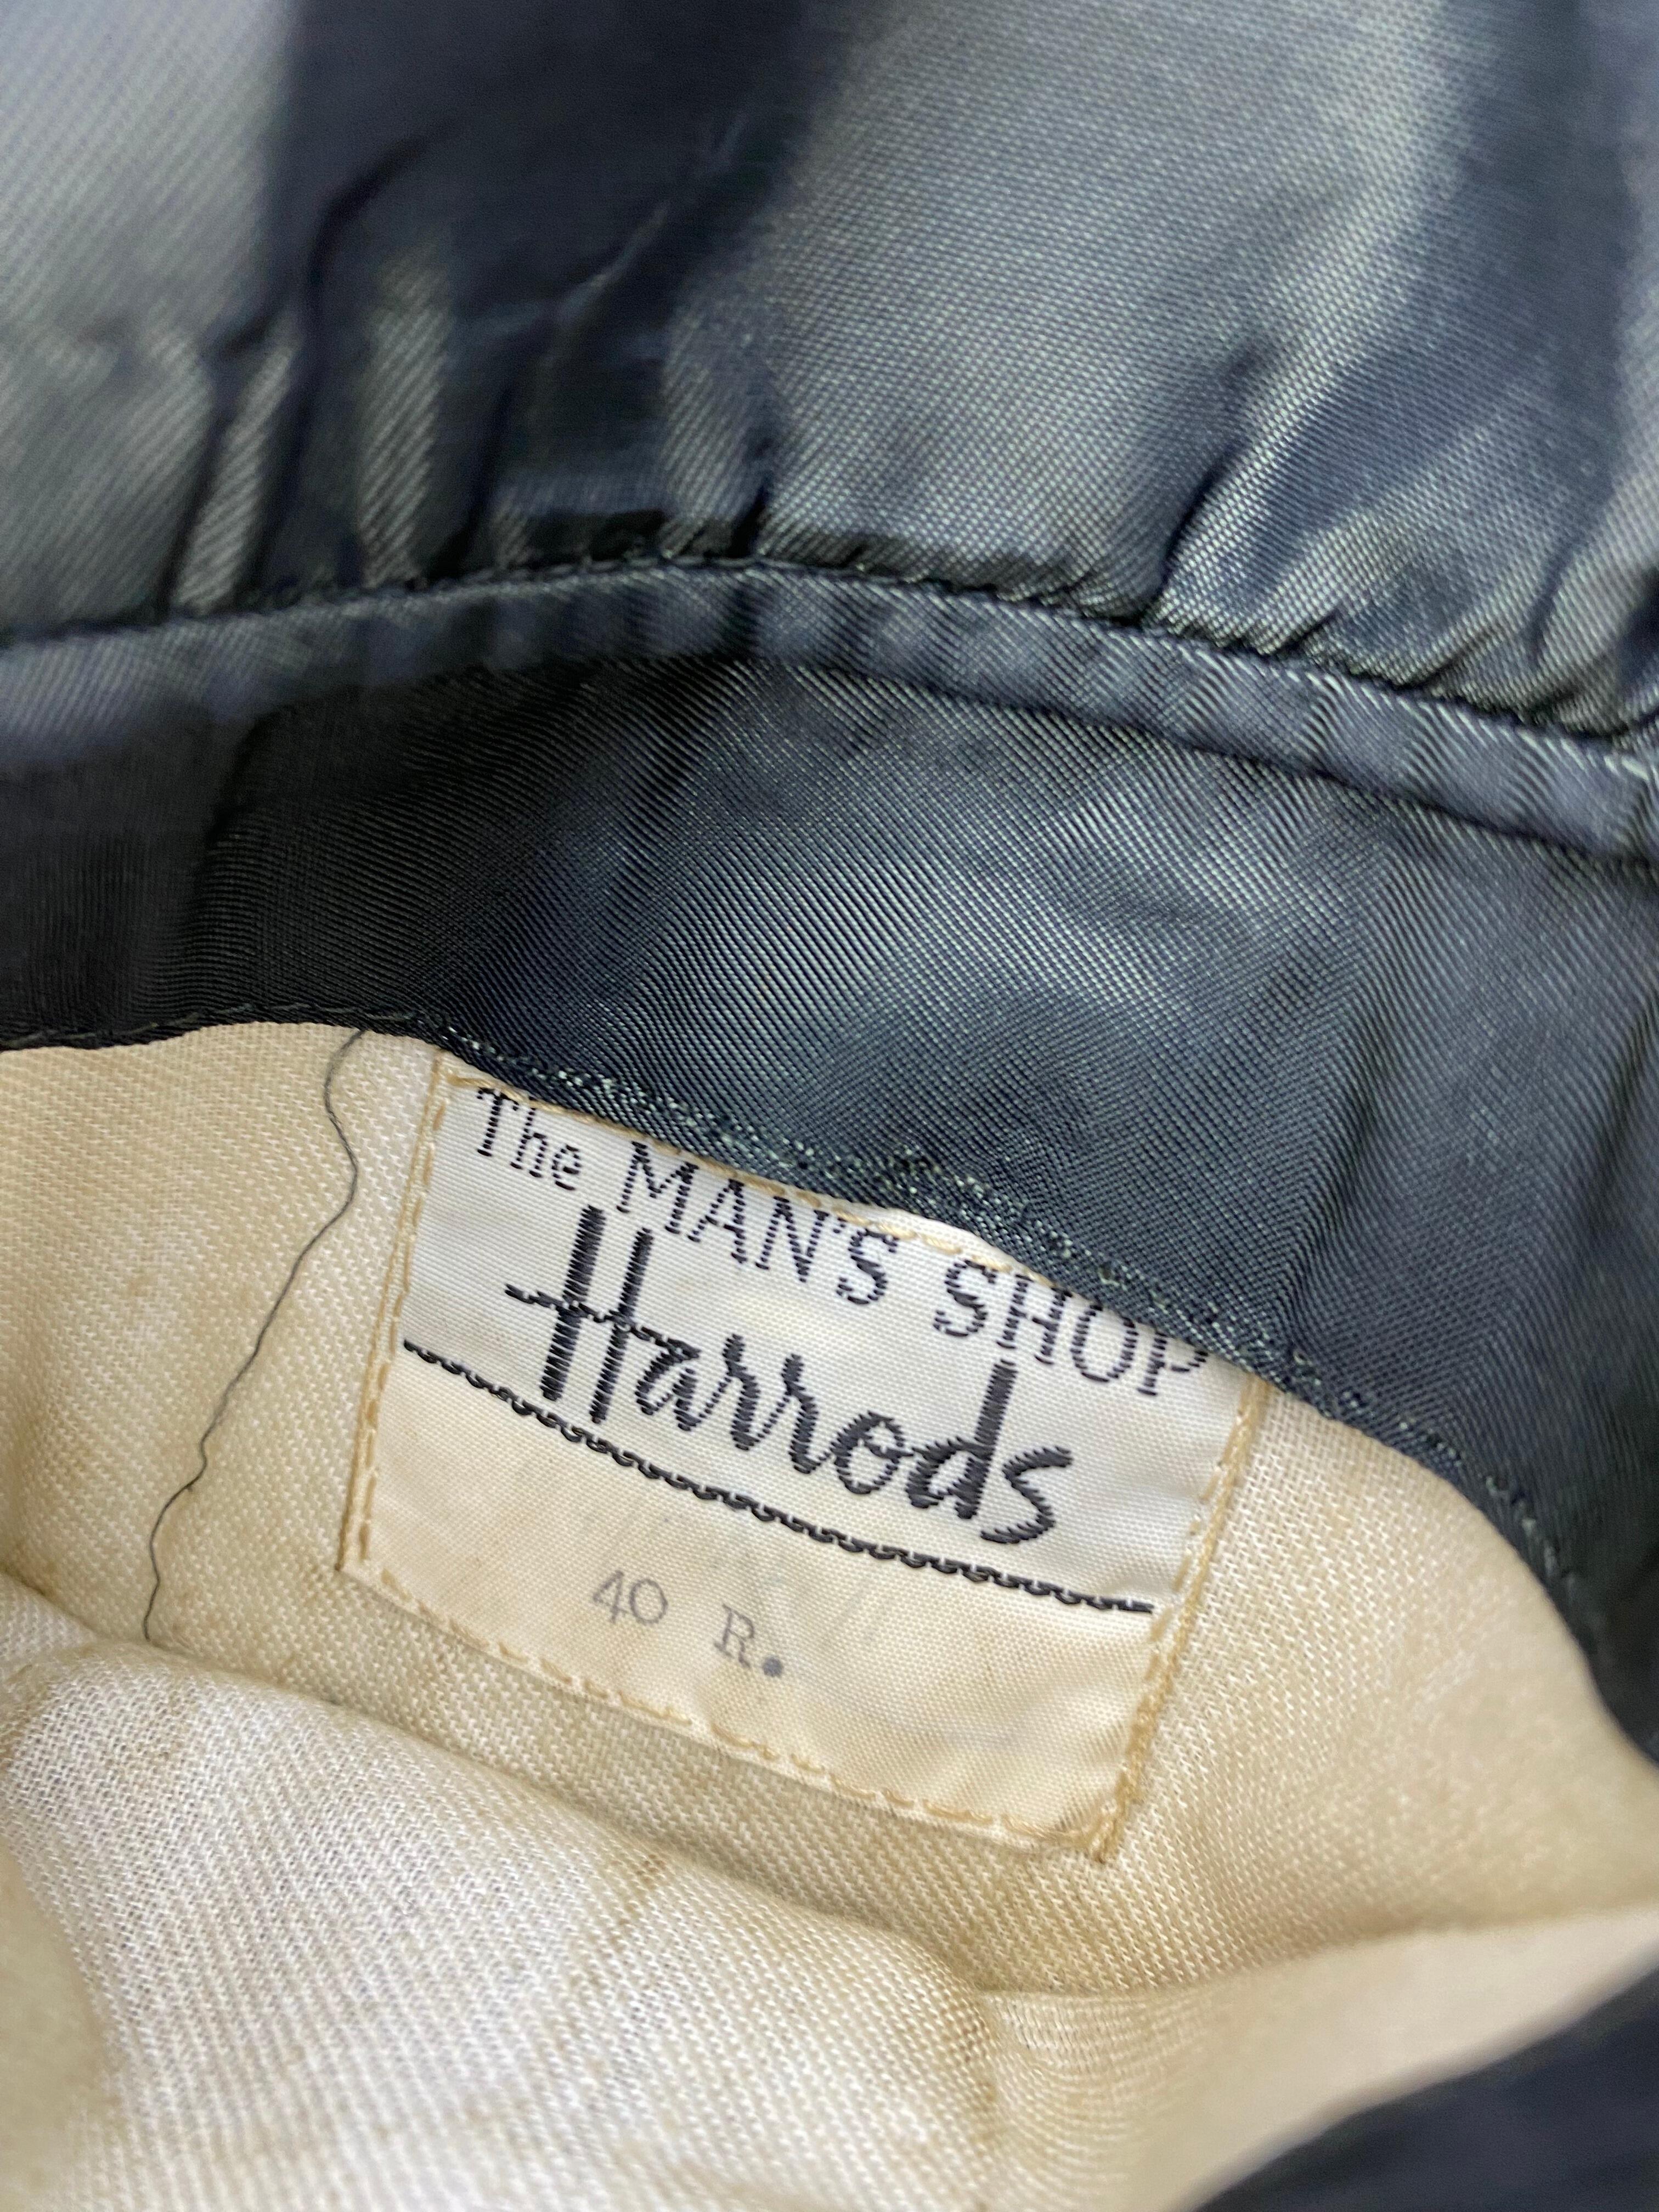 The MAN'S SHOP
Harrods
40 R.